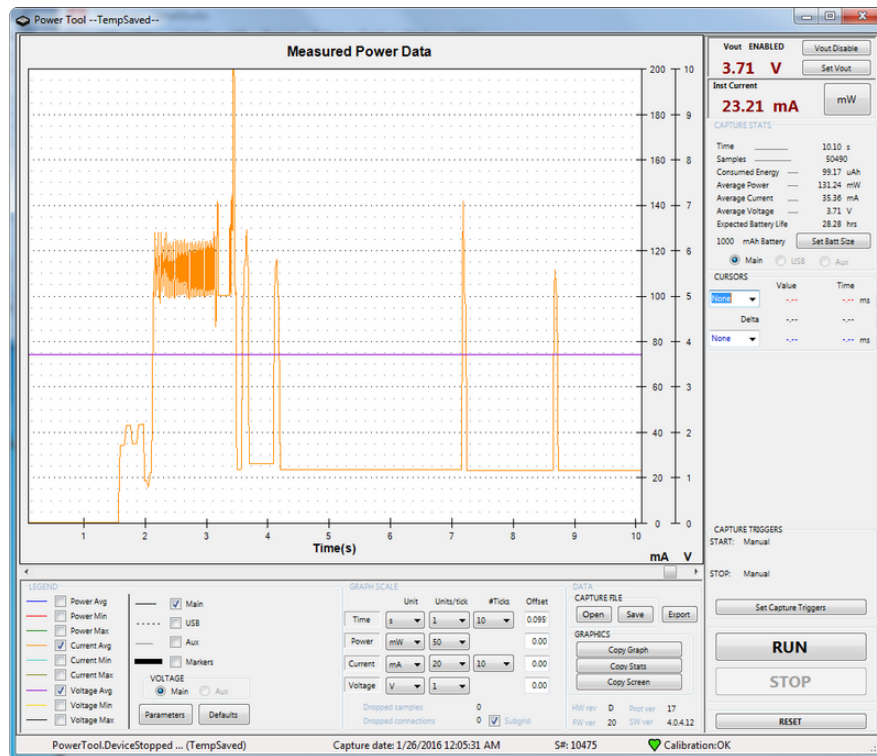 Power Tool --TempSaved--
Measured Power Data
200 10
180 9
160 8
140 7
120 6
100 5
80 4
60 3
40 2
20 1
0 0
1 2 3 4 5 6 7 8 9 10
Time(s)
mA V
Vout ENABLED
Vout Disable
3.71 V
Set Vout
Inst Current
23.21 mA
mW
CAPTURE STATS
Time 10.10 s
Samples 50490
Consumed Energy 99.17 uAh
Average Power 131.24 mW
Average Current 35.36 mA
Average Voltage 3.71 V
Expected Battery Life 28.28 hrs
1000 mAh Battery Set Batt Size
Main USB Aux
CURSORS
Value Time
None -.-- -.-- ms
Delta -.-- -.--
None -.-- -.-- ms
CAPTURE TRIGGERS
START: Manual
STOP: Manual
Set Capture Triggers
RUN
STOP
RESET
LEGEND
Power Avg
Power Min
Power Max
Current Avg
Current Min
Current Max
Voltage Avg
Voltage Min
Voltage Max
Main
USB
Aux
Markers
VOLTAGE
Main Aux
Parameters Defaults
GRAPH SCALE
Unit Units/tick #Ticks Offset
Time s 1 10 0.095
Power mW 50 0.00
Current mA 20 10 0.00
Voltage V 1 0.00
Dropped samples 0
Dropped connections 0 Subgrid
DATA
CAPTURE FILE
Open Save Export
GRAPHICS
Copy Graph
Copy Stats
Copy Screen
HW rev D Prot ver 17
FW ver 20 SW ver 4.0.4.12
PowerTool.DeviceStopped ... (TempSaved) Capture date: 1/26/2016 12:05:31 AM S#: 10475 Calibration:OK